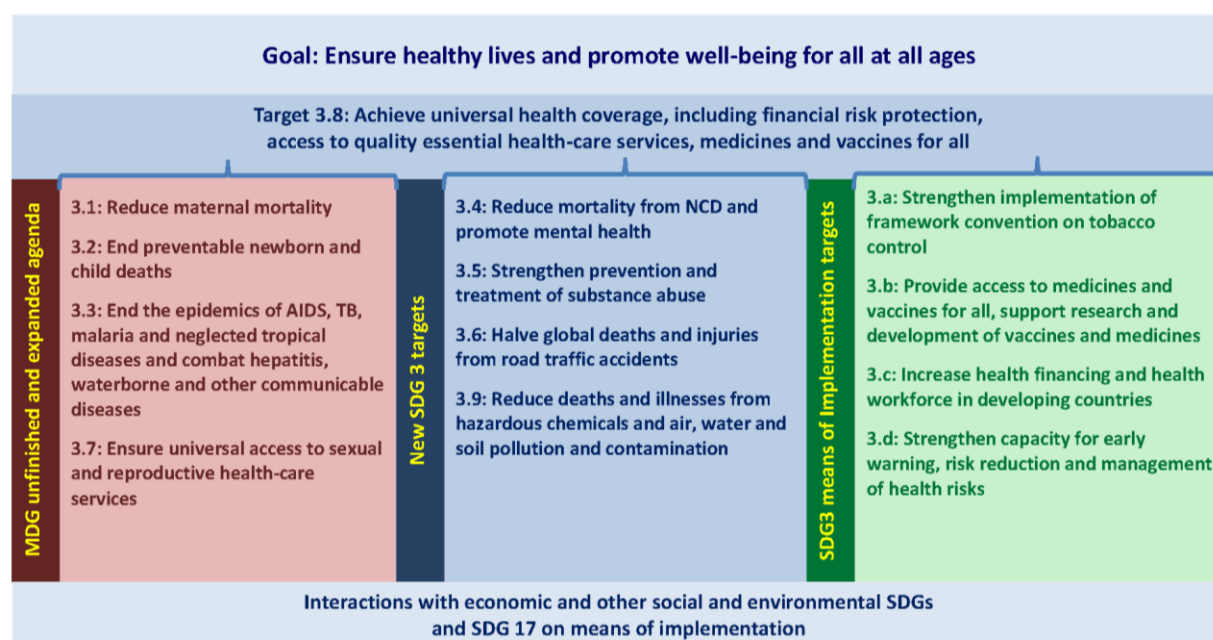 Goal: Ensure healthy lives and promote well-being for all at all ages
Target 3.8: Achieve universal health coverage, including financial risk protection,
access to quality essential health-care services, medicines and vaccines for all
MDG unfinished and expanded agenda
3.1: Reduce maternal mortality
3.2: End preventable newborn and
child deaths
3.3: End the epidemics of AIDS, TB,
malaria and neglected tropical
diseases and combat hepatitis,
waterborne and other communicable
diseases
3.7: Ensure universal access to sexual
and reproductive health-care
services
New SDG 3 targets
3.4: Reduce mortality from NCD and
promote mental health
3.5: Strengthen prevention and
treatment of substance abuse
3.6: Halve global deaths and injuries
from road traffic accidents
3.9: Reduce deaths and illnesses from
hazardous chemicals and air, water and
soil pollution and contamination
SDG3 means of Implementation targets
3.a: Strengthen implementation of
framework convention on tobacco
control
3.b: Provide access to medicines and
vaccines for all, support research and
development of vaccines and medicines
3.c: Increase health financing and health
workforce in developing countries
3.d: Strengthen capacity for early
warning, risk reduction and management
of health risks
Interactions with economic and other social and environmental SDGs
and SDG 17 on means of implementation